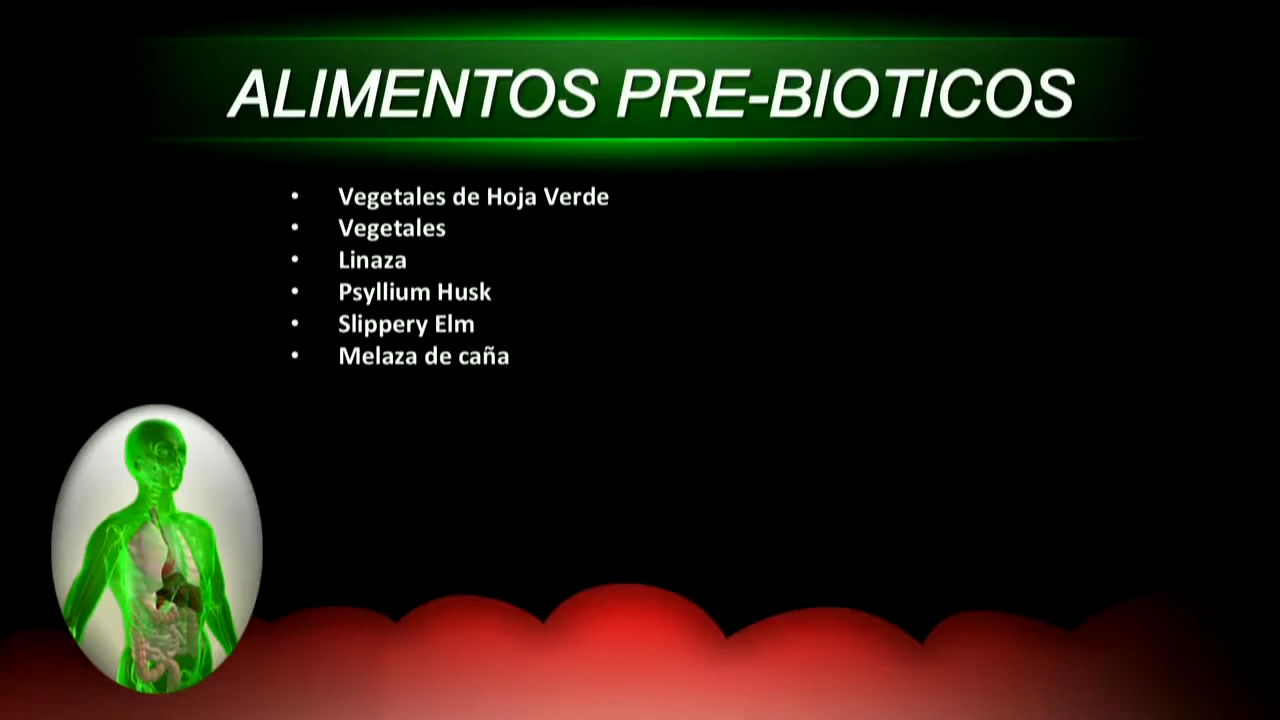 ALIMENTOS PRE-BIOTICOS
• Vegetales de Hoja Verde
• Vegetales
• Linaza
• Psyllium Husk
• Slippery Elm
• Melaza de caña